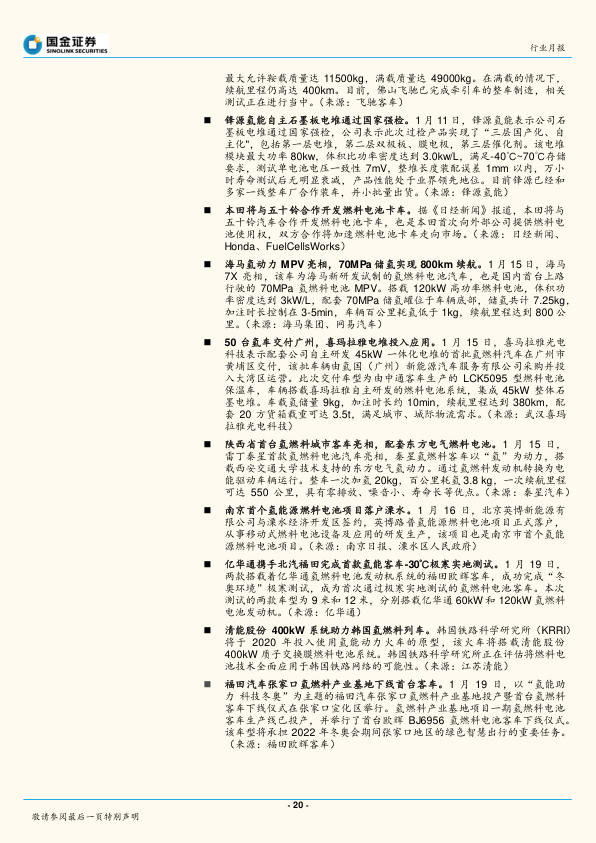 国金证券
SINOLINK SECURITIES
行业月报
最大允许鞍载质量达 11500kg，满载质量达 49000kg。在满载的情况下，
续航里程仍高达 400km。目前，佛山飞驰已完成牵引车的整车制造，相关
测试正在进行当中。（来源：飞驰客车）
■ 锋源氢能自主石墨板电堆通过国家强检。1 月 11 日，锋源氢能表示公司石
墨板电堆通过国家强检，公司表示此次过检产品实现了“三层国产化、自
主化”，包括第一层电堆，第二层双极板、膜电极，第三层催化剂。该电堆
模块最大功率 80kw，体积比功率密度达到 3.0kw/L，满足-40℃~70℃存储
要求，测试单电池电压一致性 7mV，整堆长度装配误差 1mm 以内，万小
时寿命测试后无明显衰减，产品性能处于业界领先地位。目前锋源已经和
多家一线整车厂合作装车，并小批量出货。（来源：锋源氢能）
■ 本田将与五十铃合作开发燃料电池卡车。据《日经新闻》报道，本田将与
五十铃汽车合作开发燃料电池卡车，也是本田首次向外部公司提供燃料电
池使用权，双方合作将加速燃料电池卡车走向市场。（来源：日经新闻、
Honda、FuelCellsWorks）
■ 海马氢动力 MPV 亮相，70MPa 储氢实现 800km 续航。1 月 15 日，海马
7X 亮相，该车为海马新研发试制的氢燃料电池汽车，也是国内首台上路
行驶的 70MPa 氢燃料电池 MPV。搭载 120kW 高功率燃料电池，体积功
率密度达到 3kW/L，配套 70MPa 储氢罐位于车辆底部，储氢共计 7.25kg，
加注时长控制在 3-5min，车辆百公里耗氢低于 1kg，续航里程达到 800 公
里。（来源：海马集团、网易汽车）
■ 50 台氢车交付广州，喜玛拉雅电堆投入应用。1 月 15 日，喜马拉雅光电
科技表示配套公司自主研发 45kW 一体化电堆的首批氢燃料汽车在广州市
黄埔区交付，该批车辆由氢国（广州）新能源汽车服务有限公司采购并投
入大湾区运营。此次交付车型为由中通客车生产的 LCK5095 型燃料电池
保温车，车辆搭载喜玛拉雅自主研发的燃料电池系统，集成 45kW 整体石
墨电堆。车载氢储量 9kg，加注时长约 10min，续航里程达到 380km，配
套 20 方货箱载重可达 3.5t，满足城市、城际物流需求。（来源：武汉喜玛
拉雅光电科技）
■ 陕西省首台氢燃料城市客车亮相，配套东方电气燃料电池。1 月 15 日，
雷丁秦星首款氢燃料电池汽车亮相，秦星氢燃料客车以“氢”为动力，搭
载西安交通大学技术支持的东方电气氢动力。通过氢燃料发动机转换为电
能驱动车辆运行。整车一次加氢 20kg，百公里耗氢 3.8 kg，一次续航里程
可达 550 公里，具有零排放、噪音小、寿命长等优点。（来源：秦星汽车）
■ 南京首个氢能源燃料电池项目落户溧水。1 月 16 日，北京英博新能源有
限公司与溧水经济开发区签约，英博路普氢能源燃料电池项目正式落户，
从事移动式燃料电池设备及应用的研发生产，该项目也是南京市首个氢能
源燃料电池项目。（来源：南京日报、溧水区人民政府）
■ 亿华通携手北汽福田完成首款氢能客车-30℃极寒实地测试。1 月 19 日，
两款搭载着亿华通氢燃料电池发动机系统的福田欧辉客车，成功完成“冬
奥环境”极寒测试，成为首次通过极寒实地测试的氢燃料电池客车。本次
测试的两款车型为 9 米和 12 米，分别搭载亿华通 60kW 和 120kW 氢燃料
电池发动机。（来源：亿华通）
■ 清能股份 400kW 系统助力韩国氢燃料列车。韩国铁路科学研究所（KRRI）
将于 2020 年投入使用氢能动力火车的原型，该火车将搭载清能股份
400kW 质子交换膜燃料电池系统。韩国铁路科学研究所正在评估将燃料电
池技术全面应用于韩国铁路网络的可能性。（来源：江苏清能）
■ 福田汽车张家口氢燃料产业基地下线首台客车。1 月 19 日，以“氢能助
力 科技冬奥”为主题的福田汽车张家口氢燃料产业基地投产暨首台氢燃料
客车下线仪式在张家口宣化区举行。氢燃料产业基地项目一期氢燃料电池
客车生产线已投产，并举行了首台欧辉 BJ6956 氢燃料电池客车下线仪式。
该车型将承担 2022 年冬奥会期间张家口地区的绿色智慧出行的重要任务。
（来源：福田欧辉客车）
- 20 -
敬请参阅最后一页特别声明